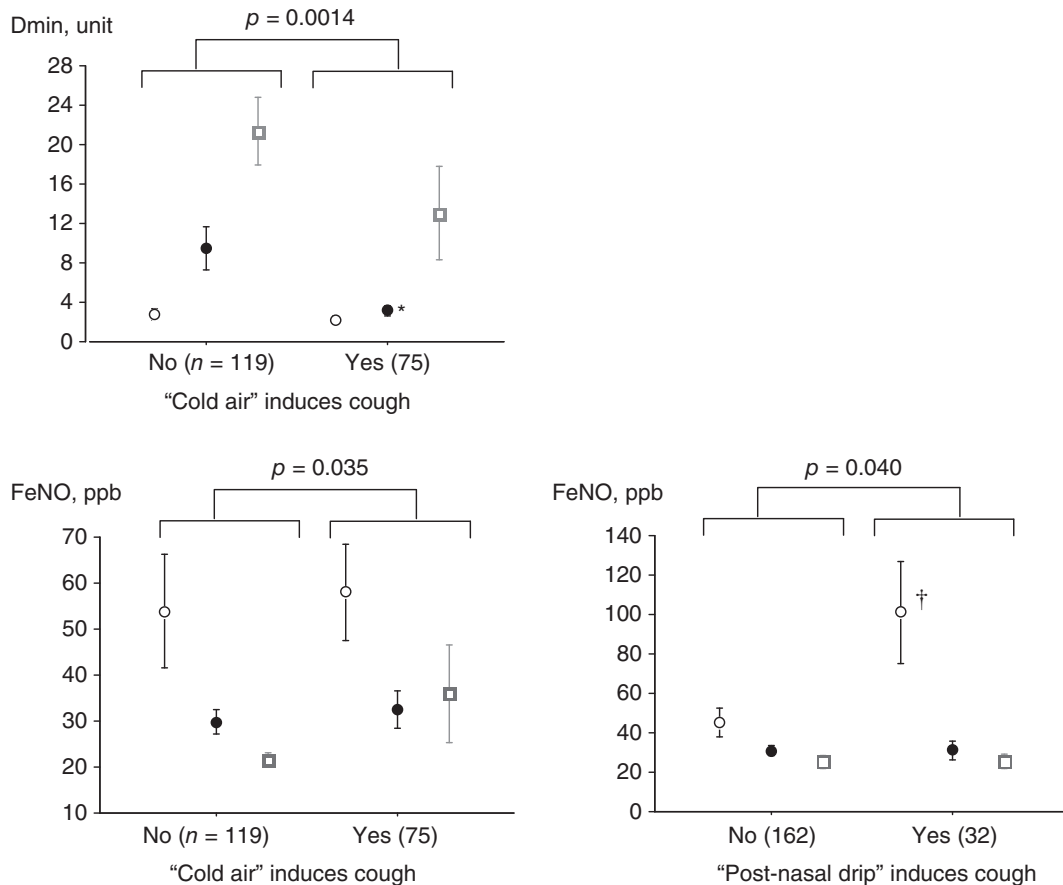 Dmin, unit
p = 0.0014
28
24
20
16
12
8
4
0
*
No (n = 119) Yes (75)
“Cold air” induces cough
FeNO, ppb
p = 0.035
70
60
50
40
30
20
10
No (n = 119) Yes (75)
“Cold air” induces cough
FeNO, ppb
p = 0.040
140
120
100
80
60
40
20
0
†
No (162) Yes (32)
“Post-nasal drip” induces cough